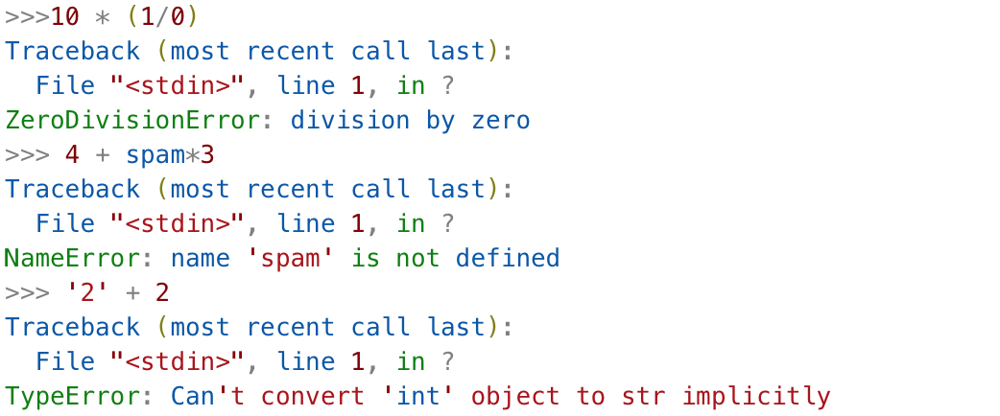 >>>10 * (1/0)
Traceback (most recent call last):
  File "<stdin>", line 1, in ?
ZeroDivisionError: division by zero
>>> 4 + spam*3
Traceback (most recent call last):
  File "<stdin>", line 1, in ?
NameError: name 'spam' is not defined
>>> '2' + 2
Traceback (most recent call last):
  File "<stdin>", line 1, in ?
TypeError: Can't convert 'int' object to str implicitly